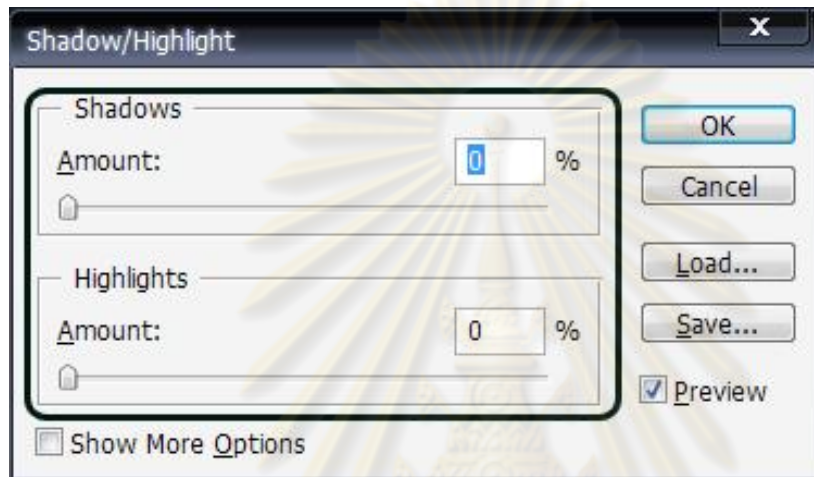 Shadow/Highlight
x
Shadows
Amount:
0 %
Highlights
Amount:
0 %
Show More Options
OK
Cancel
Load...
Save...
Preview